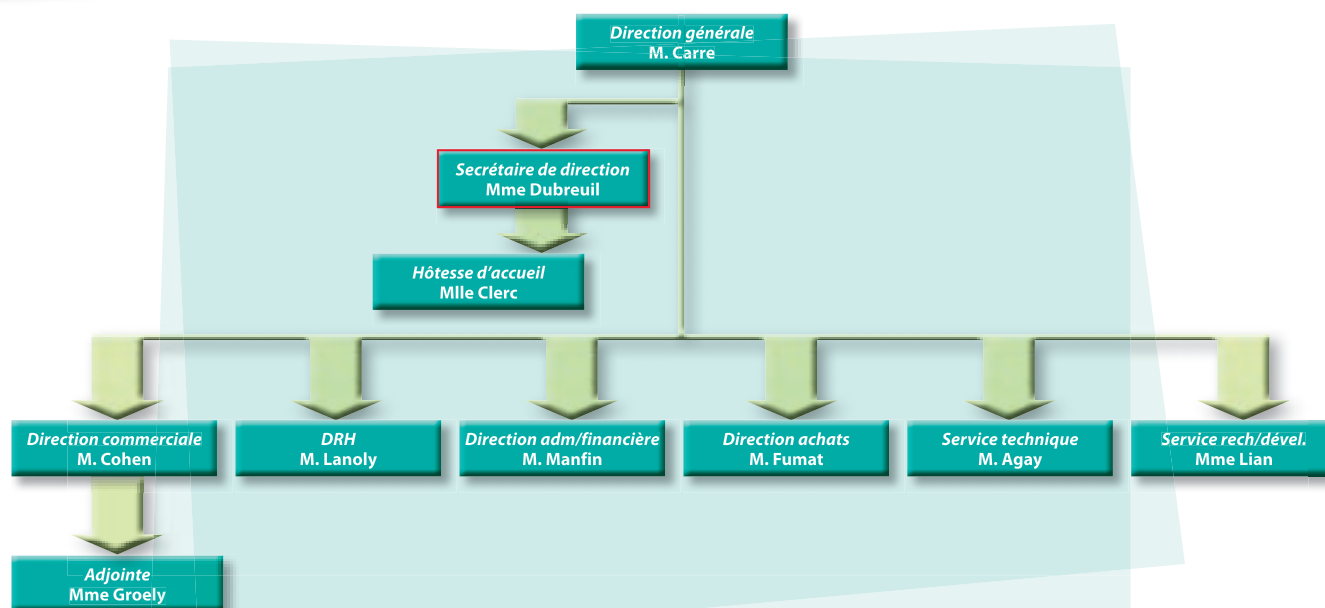 Direction générale
M. Carre
Secrétaire de direction
Mme Dubreuil
Hôtesse d'accueil
Mlle Clerc
Direction commerciale
M. Cohen
DRH
M. Lanoly
Direction adm/financière
M. Manfin
Direction achats
M. Fumat
Service technique
M. Agay
Service rech/dével.
Mme Lian
Adjointe
Mme Groely